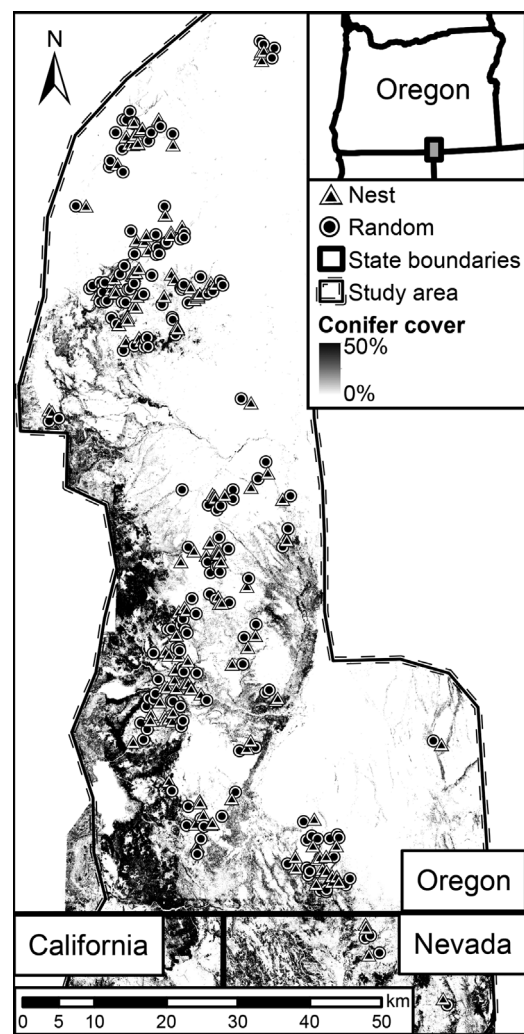 N
Oregon
Nest
Random
State boundaries
Study area
Conifer cover
50%
0%
Oregon
California
Nevada
km
0 5 10 20 30 40 50